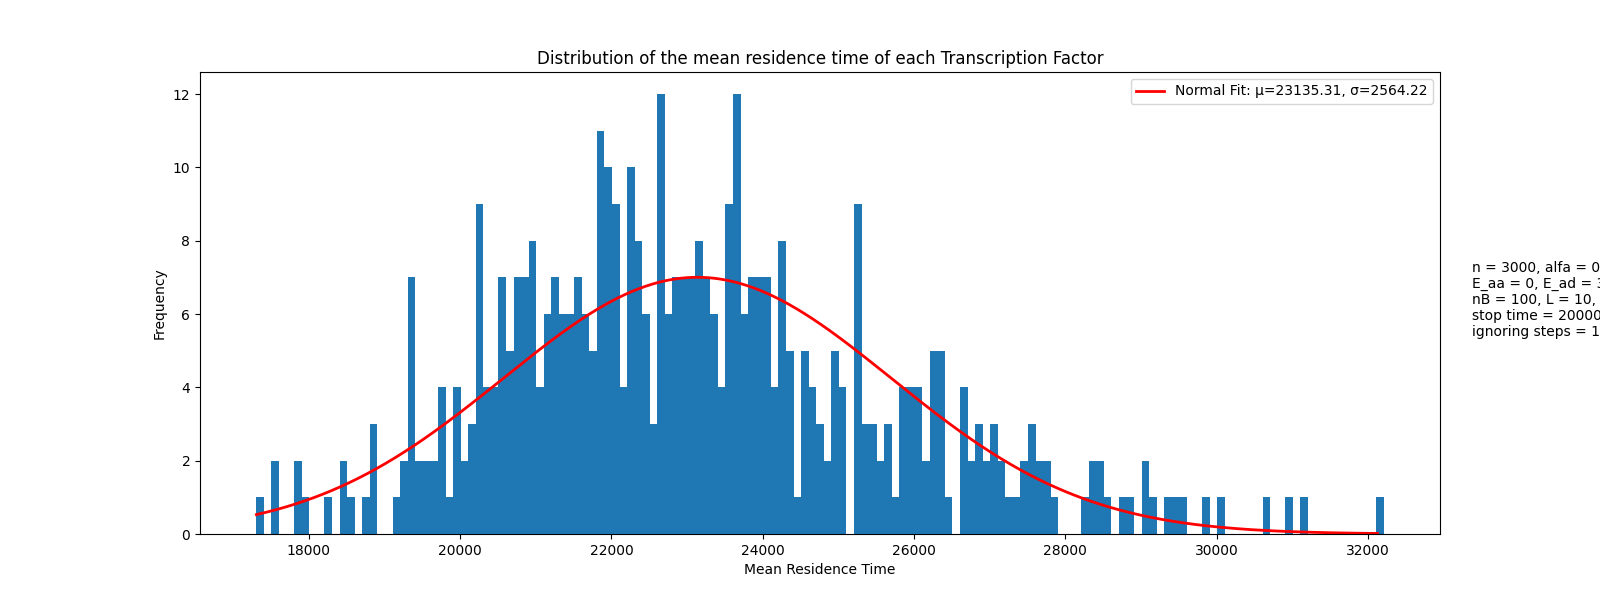 Distribution of the mean residence time of each Transcription Factor
Normal Fit: μ=23135.31, σ=2564.22
12
10
8
6
4
2
0
Frequency
18000 20000 22000 24000 26000 28000 30000 32000
Mean Residence Time
n = 3000, alfa = 0
E_aa = 0, E_ad = 3
nB = 100, L = 10,
stop time = 20000
ignoring steps = 1